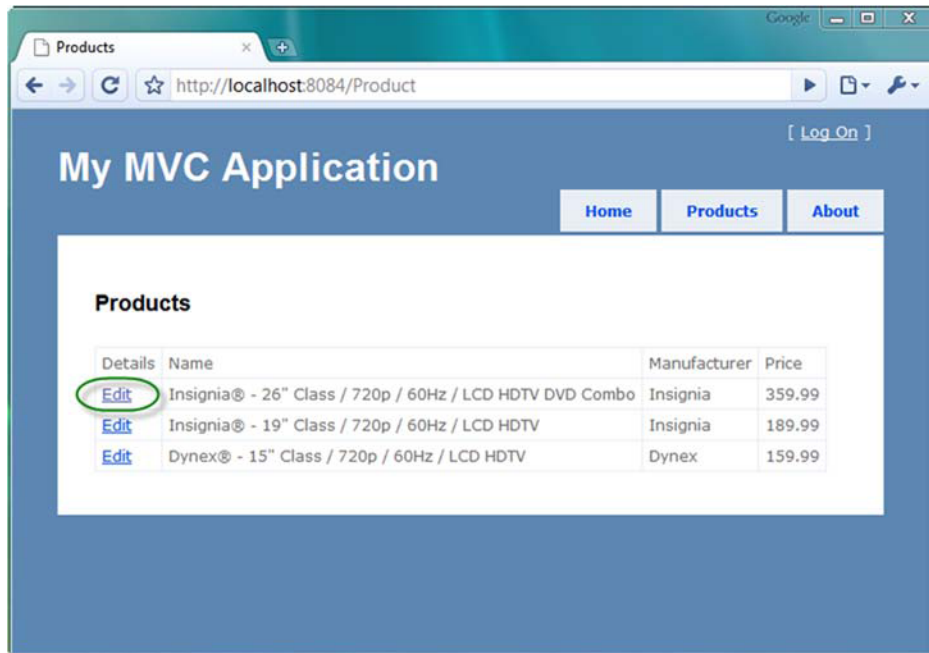 Google
Products
http://localhost:8084/Product
[ Log On ]
My MVC Application
Home Products About
Products
Details Name Manufacturer Price
Edit Insignia® - 26" Class / 720p / 60Hz / LCD HDTV DVD Combo Insignia 359.99
Edit Insignia® - 19" Class / 720p / 60Hz / LCD HDTV Insignia 189.99
Edit Dynex® - 15" Class / 720p / 60Hz / LCD HDTV Dynex 159.99